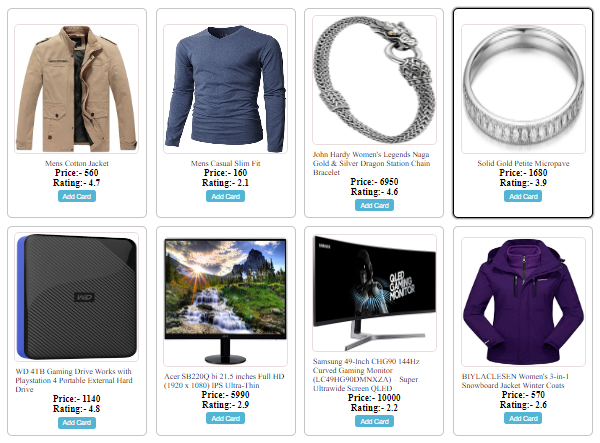 Mens Cotton Jacket
Price:- 560
Rating:- 4.7
Add Card
Mens Casual Slim Fit
Price:- 160
Rating:- 2.1
Add Card
John Hardy Women's Legends Naga
Gold & Silver Dragon Station Chain
Bracelet
Price:- 6950
Rating:- 4.6
Add Card
Solid Gold Petite Micropave
Price:- 1680
Rating:- 3.9
Add Card
WD
WD 4TB Gaming Drive Works with
Playstation 4 Portable External Hard
Drive
Price:- 1140
Rating:- 4.8
Add Card
Acer SB220Q bi 21.5 inches Full HD
(1920 x 1080) IPS Ultra-Thin
Price:- 5990
Rating:- 2.9
Add Card
SAMSUNG
QLED
GAMING
MONITOR
Samsung 49-Inch CHG90 144Hz
Curved Gaming Monitor
(LC49HG90DMNXZA) – Super
Ultrawide Screen QLED
Price:- 10000
Rating:- 2.2
Add Card
BIYLACLESEN Women's 3-in-1
Snowboard Jacket Winter Coats
Price:- 570
Rating:- 2.6
Add Card